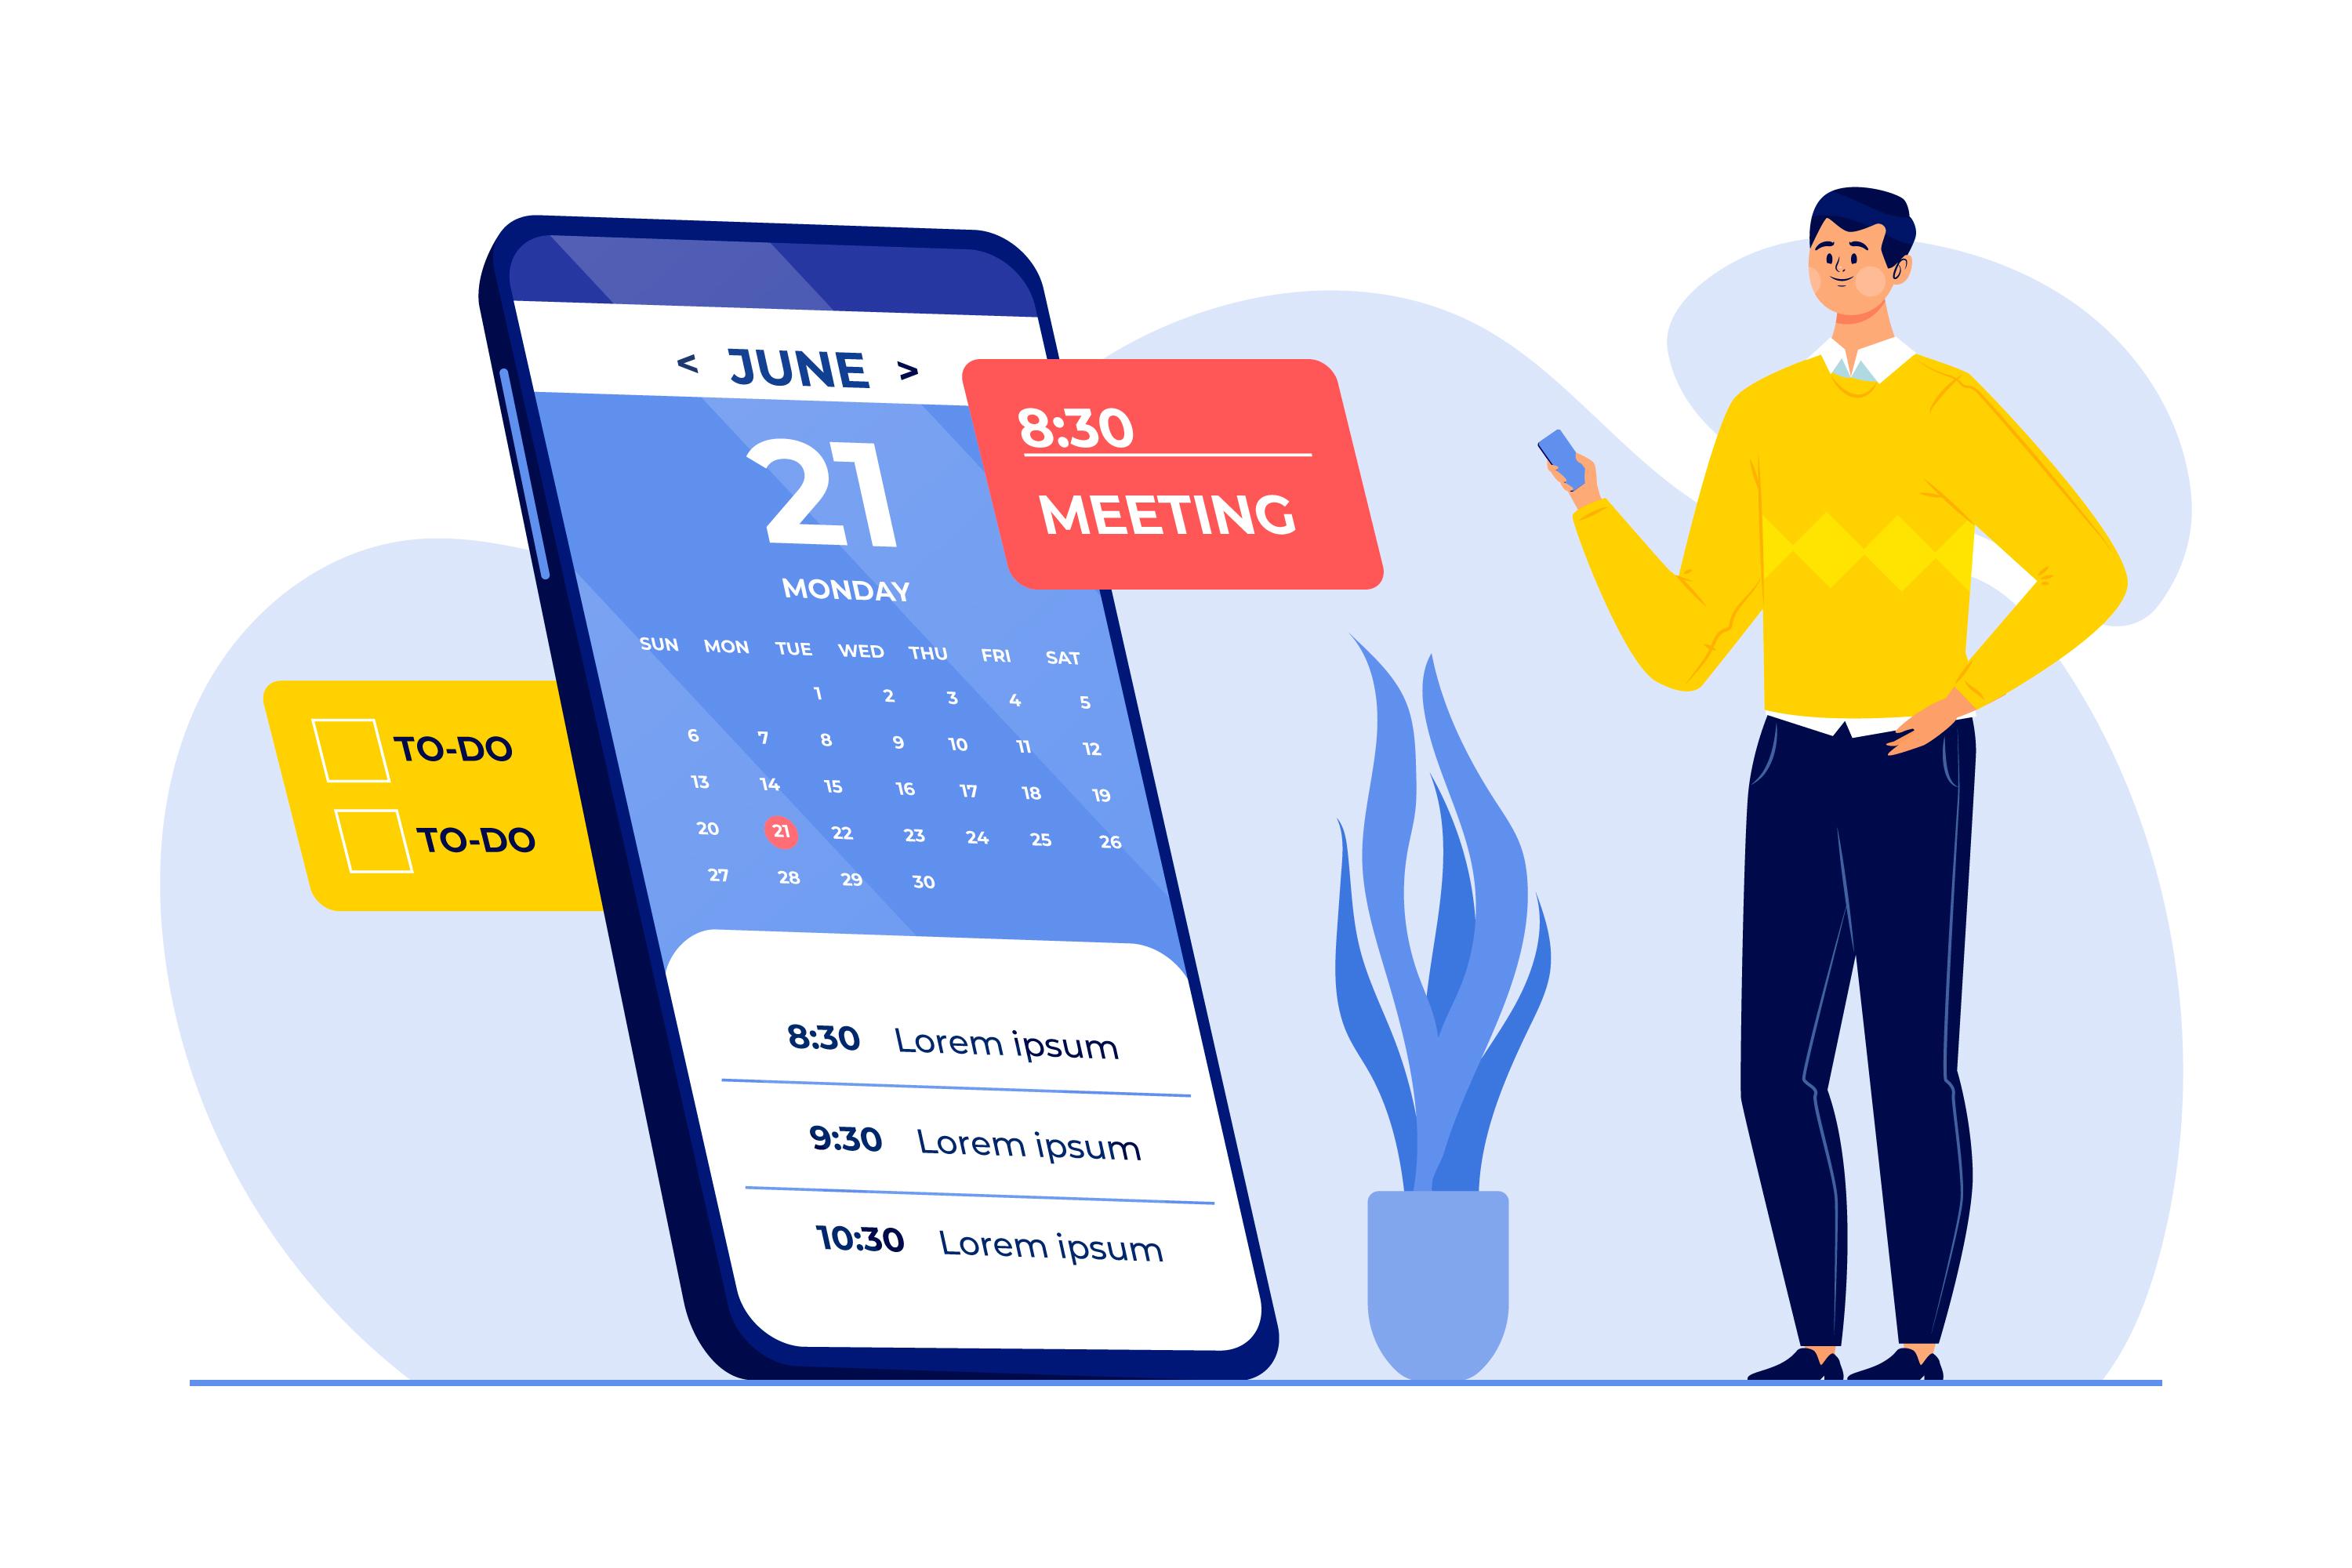 < JUNE >
21
MONDAY
SUN MON TUE WED THU FRI SAT
1 2 3 4 5
6 7 8 9 10 11 12
13 14 15 16 17 18 19
20 21 22 23 24 25 26
27 28 29 30
8:30 Lorem ipsum
9:30 Lorem ipsum
10:30 Lorem ipsum
8:30
MEETING
TO-DO
TO-DO